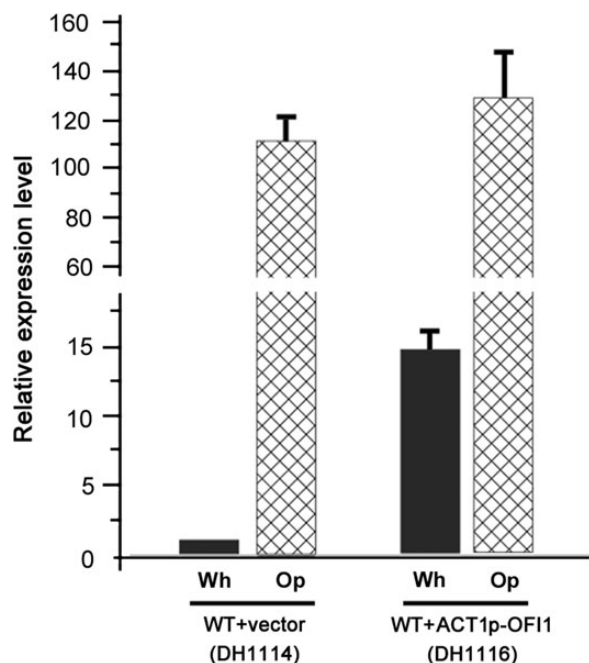 Relative expression level
160
140
120
100
80
60
15
10
5
0
Wh Op Wh Op
WT+vector WT+ACT1p-OFI1
(DH1114) (DH1116)